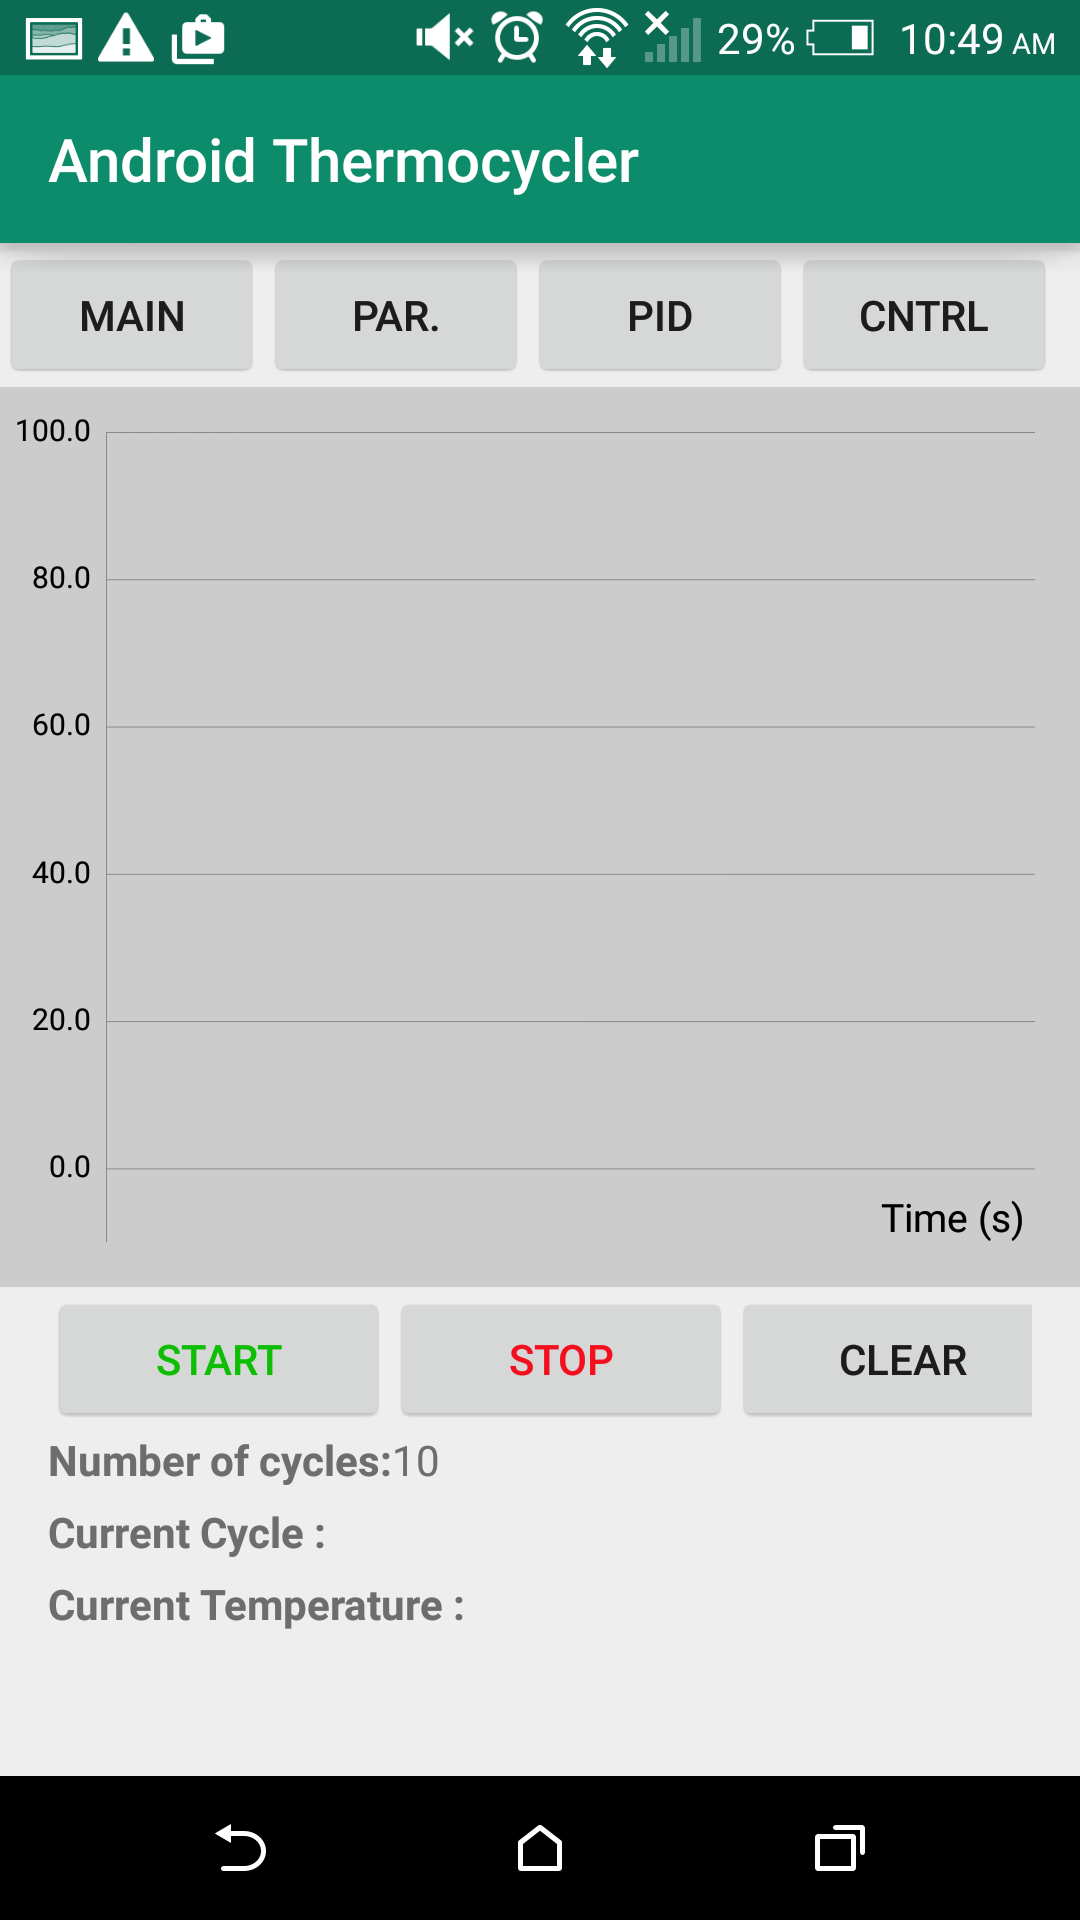 29% 10:49 AM
Android Thermocycler
MAIN PAR. PID CNTRL
100.0
80.0
60.0
40.0
20.0
0.0
Time (s)
START STOP CLEAR
Number of cycles:10
Current Cycle :
Current Temperature :